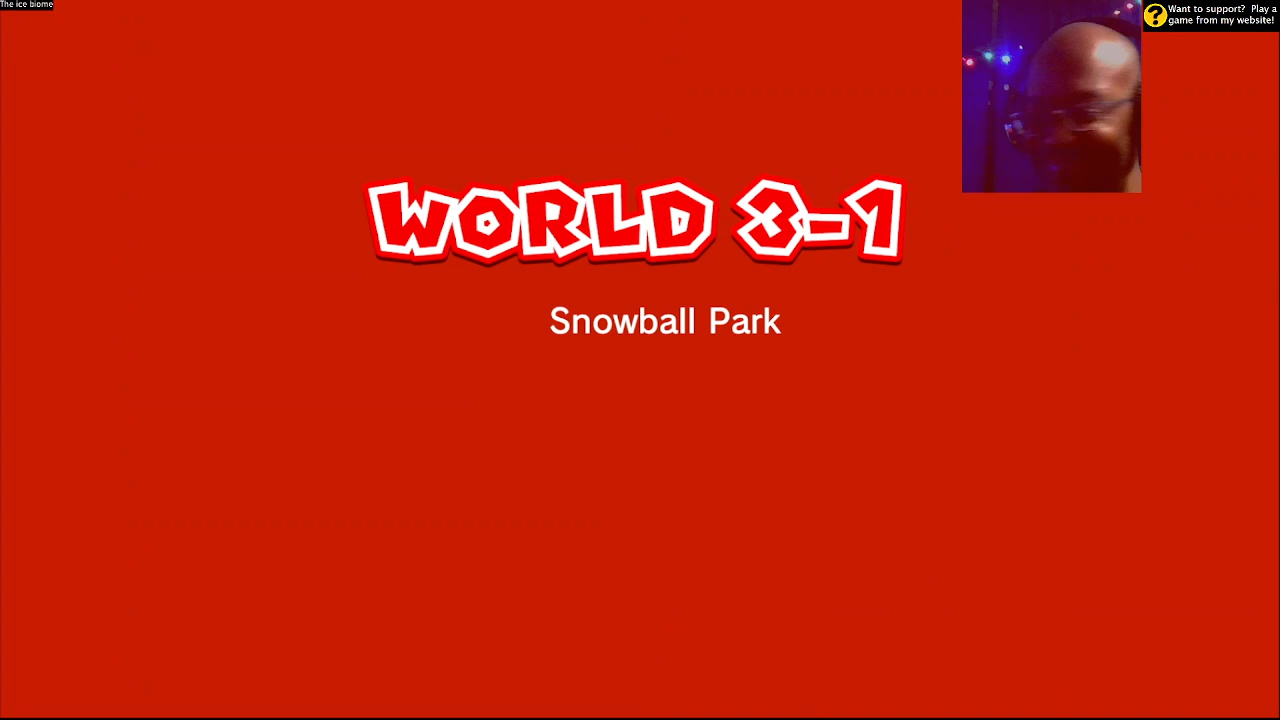 The ice biome
Want to support?  Play a
game from my website!
WORLD 3-1
Snowball Park